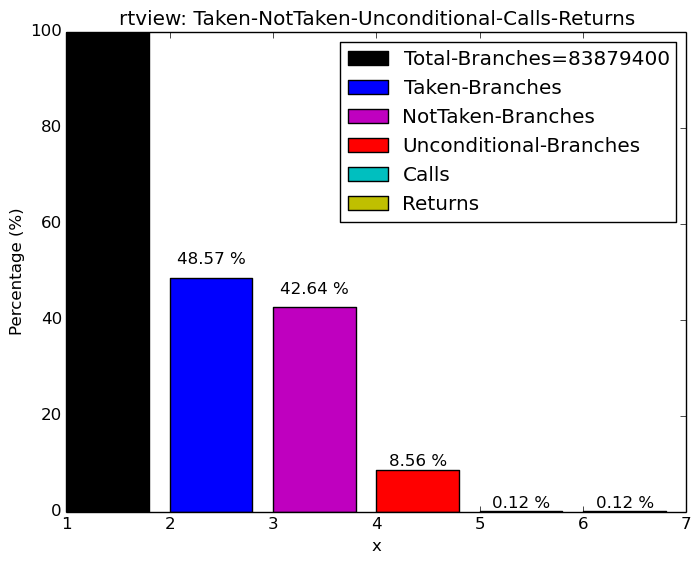 rtview: Taken-NotTaken-Unconditional-Calls-Returns
Total-Branches=83879400
Taken-Branches
NotTaken-Branches
Unconditional-Branches
Calls
Returns
Percentage (%)
100
80
60
40
20
0
48.57 %
42.64 %
8.56 %
0.12 %
0.12 %
1 2 3 4 5 6 7
x